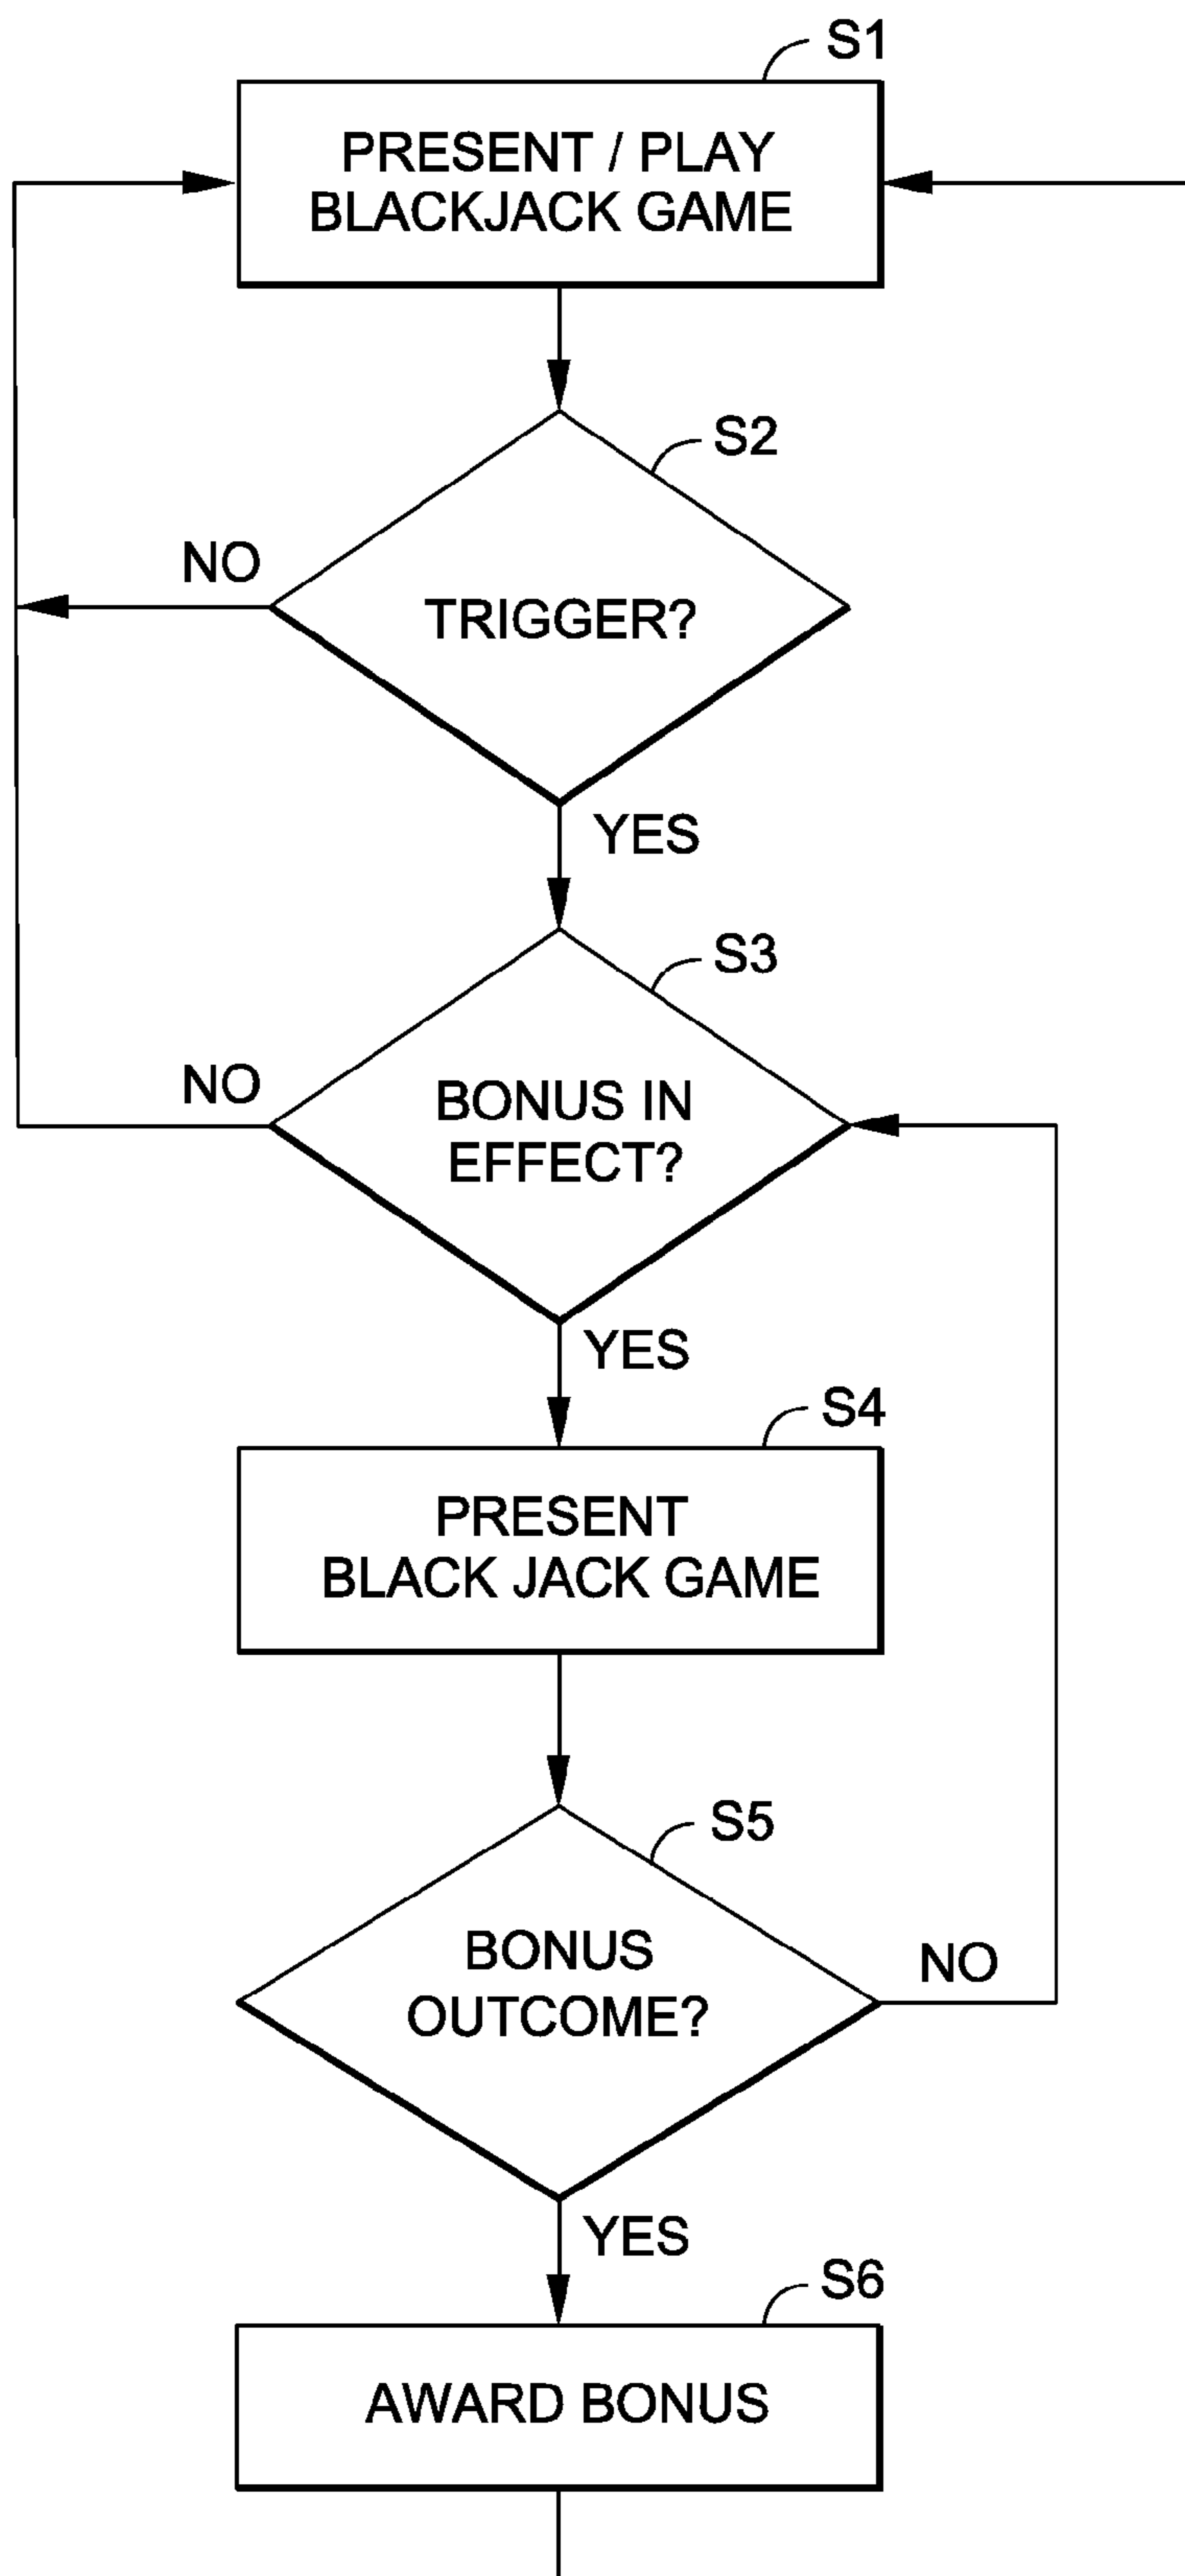 S1
PRESENT / PLAY
BLACKJACK GAME
S2
NO
TRIGGER?
YES
S3
NO
BONUS IN
EFFECT?
YES
S4
PRESENT
BLACK JACK GAME
S5
BONUS
OUTCOME?
NO
YES
S6
AWARD BONUS